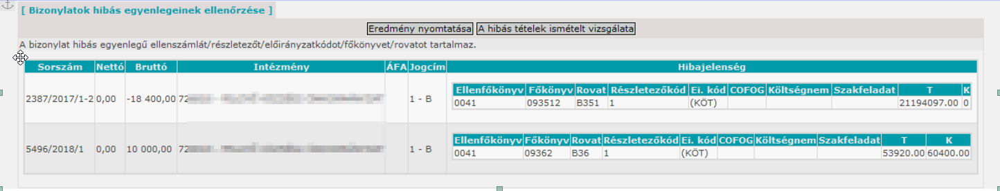 [ Bizonylatok hibás egyenlegeinek ellenőrzése ]
Eredmény nyomtatása A hibás tételek ismételt vizsgálata
A bizonylat hibás egyenlegű ellenszámlát/részletezőt/előirányzatkódot/főkönyvet/rovatot tartalmaz.
Sorszám Nettó Bruttó Intézmény ÁFA Jogcím Hibajelenség
Ellenfőkönyv Főkönyv Rovat Részletezőkód Ei. kód COFOG Költségnem Szakfeladat T K
2387/2017/1-2 0,00 -18 400,00 72 1 - B
0041 093512 B351 1 (KÖT) 21194097.00 0
Ellenfőkönyv Főkönyv Rovat Részletezőkód Ei. kód COFOG Költségnem Szakfeladat T K
5496/2018/1 0,00 10 000,00 72 1 - B
0041 09362 B36 1 (KÖT) 53920.00 60400.00